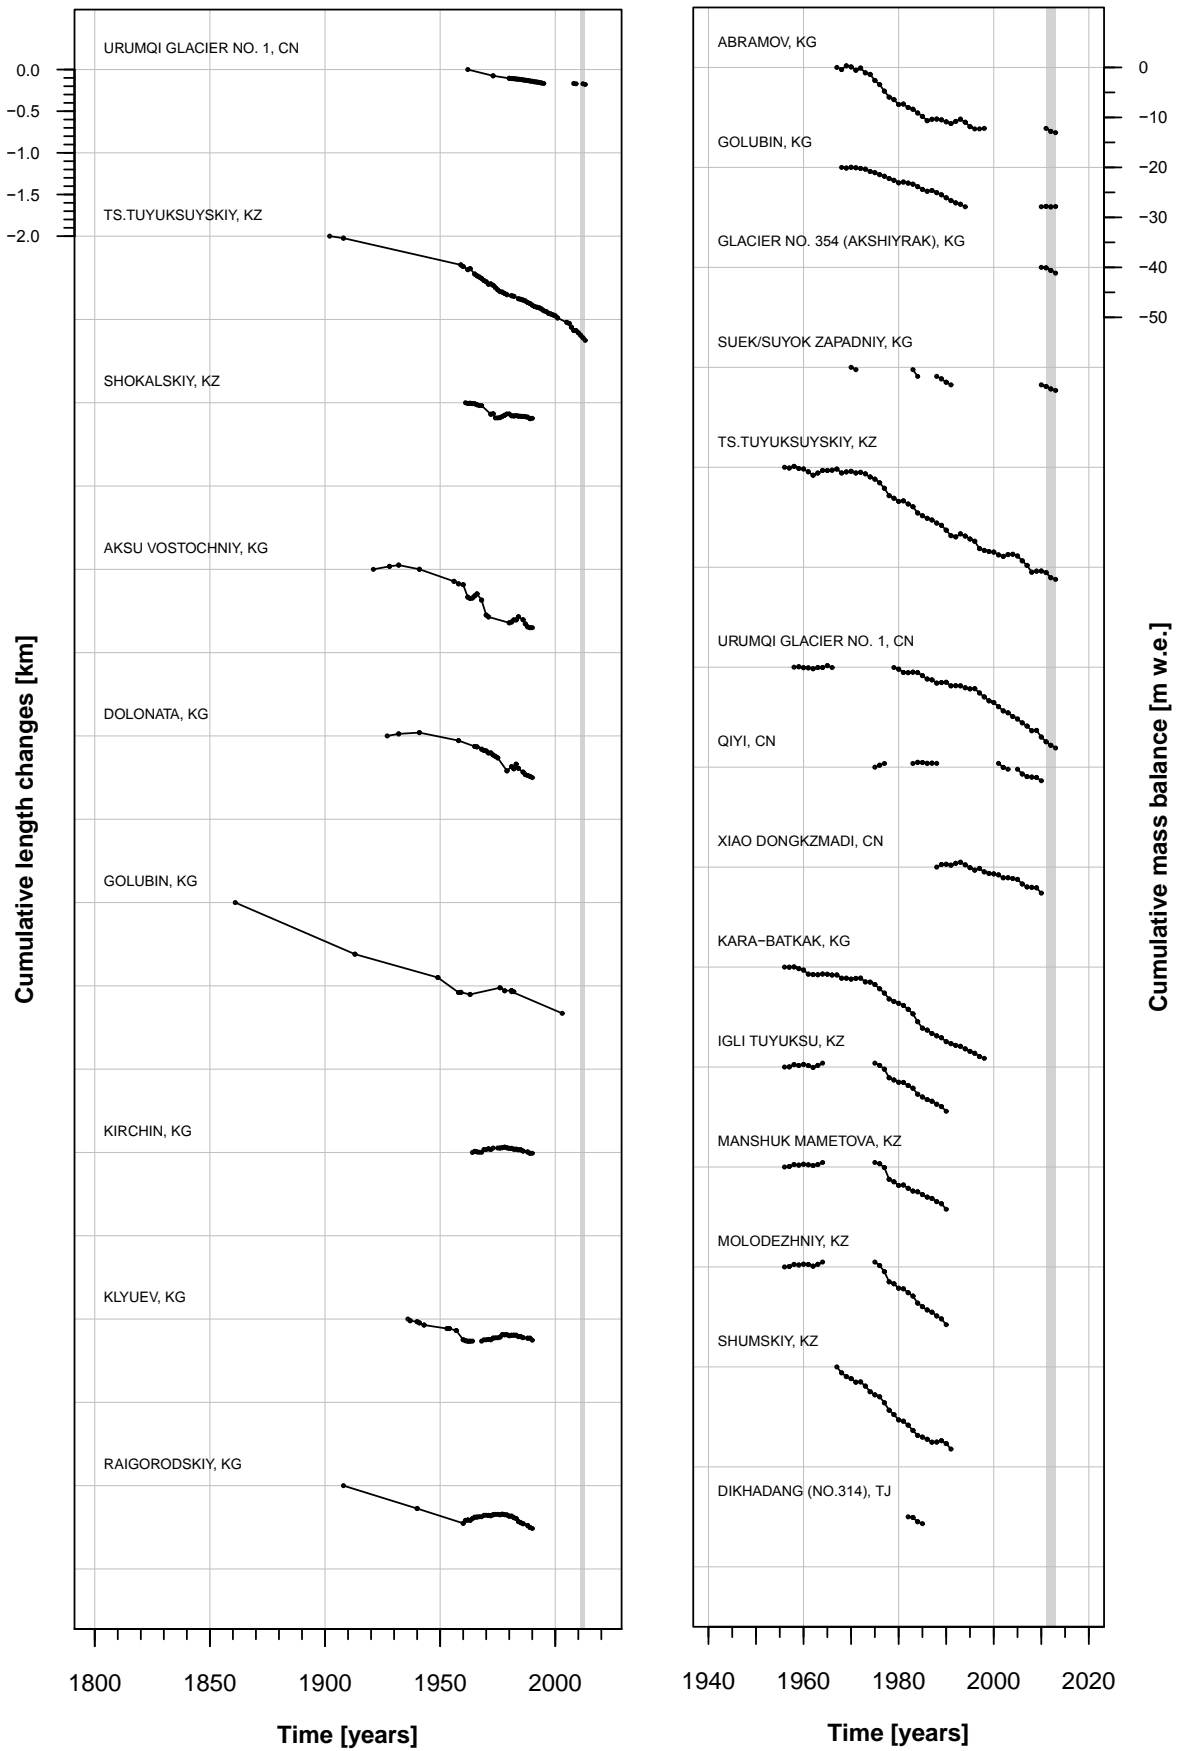 URUMQI GLACIER NO. 1, CN
0.0
−0.5
−1.0
−1.5
−2.0
TS.TUYUKSUYSKIY, KZ
SHOKALSKIY, KZ
AKSU VOSTOCHNIY, KG
DOLONATA, KG
GOLUBIN, KG
KIRCHIN, KG
KLYUEV, KG
RAIGORODSKIY, KG
Cumulative length changes [km]
1800 1850 1900 1950 2000
Time [years]
ABRAMOV, KG
GOLUBIN, KG
GLACIER NO. 354 (AKSHIYRAK), KG
SUEK/SUYOK ZAPADNIY, KG
TS.TUYUKSUYSKIY, KZ
URUMQI GLACIER NO. 1, CN
QIYI, CN
XIAO DONGKZMADI, CN
KARA−BATKAK, KG
IGLI TUYUKSU, KZ
MANSHUK MAMETOVA, KZ
MOLODEZHNIY, KZ
SHUMSKIY, KZ
DIKHADANG (NO.314), TJ
0
−10
−20
−30
−40
−50
Cumulative mass balance [m w.e.]
1940 1960 1980 2000 2020
Time [years]